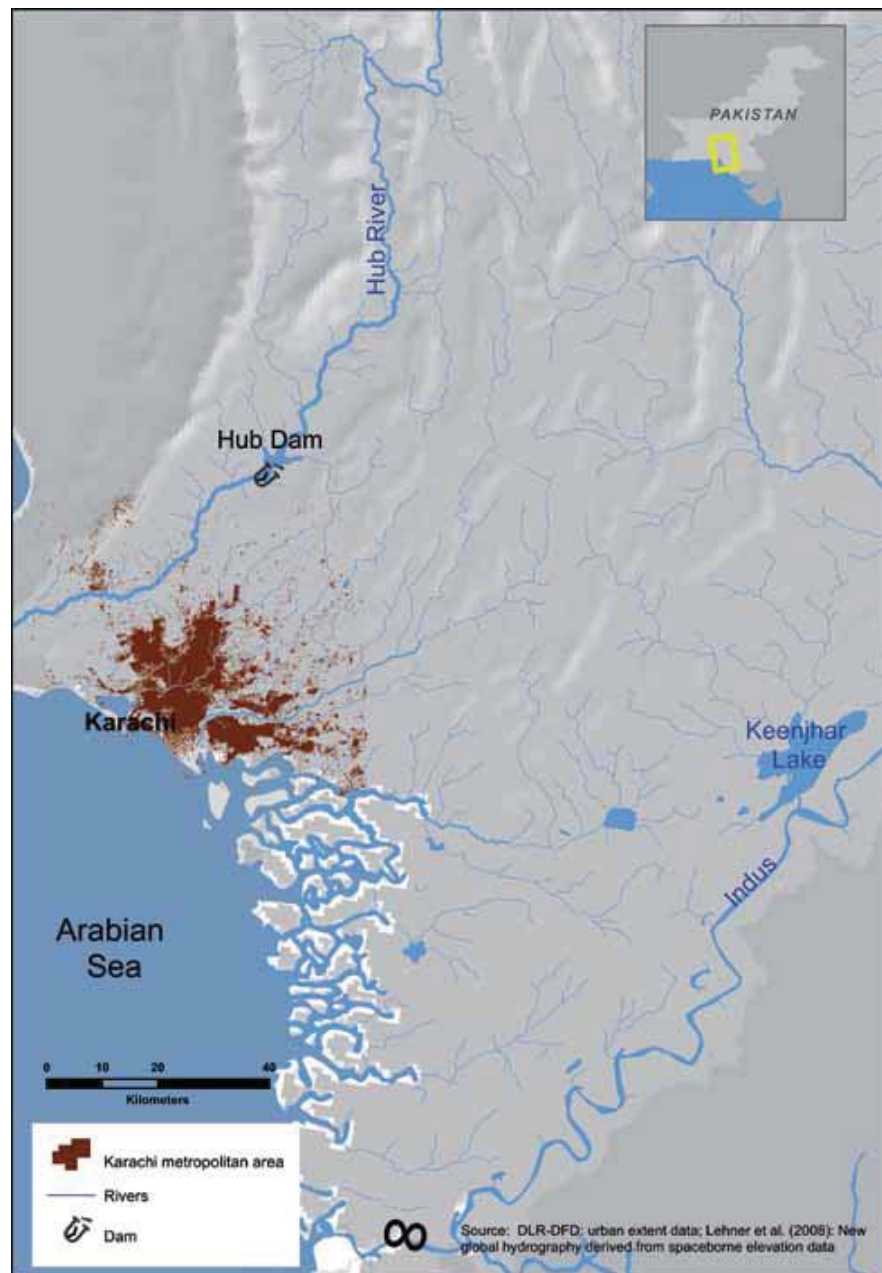 PAKISTAN
Hub River
Hub Dam
Karachi
Keenjhar
Lake
Indus
Arabian
Sea
0 10 20 40
Kilometers
Karachi metropolitan area
Rivers
Dam
Source: DLR-DFD: urban extent data; Lehner et al. (2008): New
global hydrography derived from spaceborne elevation data